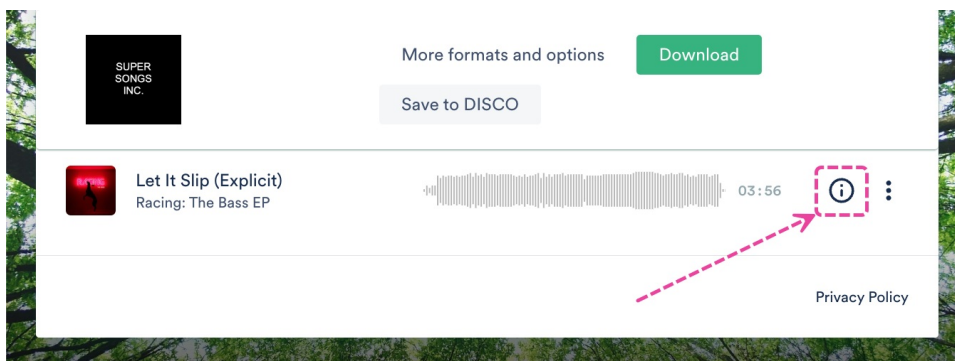 SUPER
SONGS
INC.
More formats and options
Download
Save to DISCO
Let It Slip (Explicit)
Racing: The Bass EP
03:56
Privacy Policy